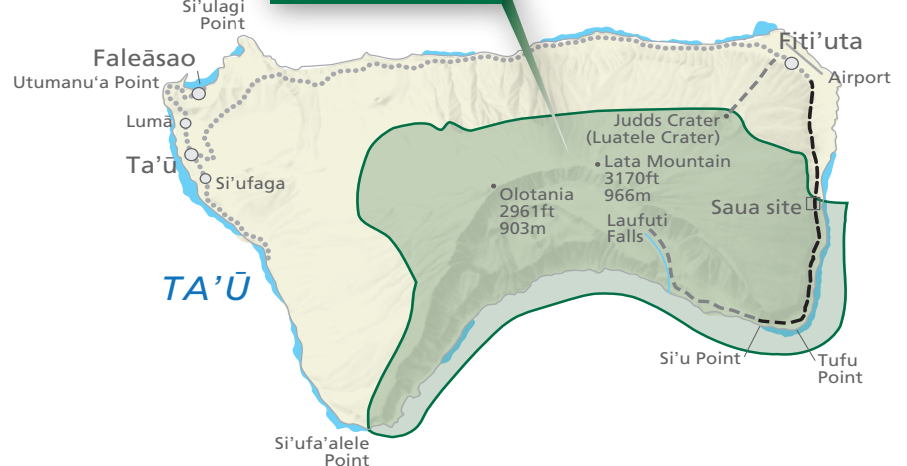 Si'ulagi
Point
Faleāsao
Utumanu‘a Point
Lumā
Ta'ū
Si'ufaga
TA'Ū
Fiti'uta
Airport
Judds Crater
(Luatele Crater)
Lata Mountain
3170ft
966m
Olotania
2961ft
903m
Laufuti
Falls
Saua site
Si'u Point
Tufu
Point
Si'ufa'alele
Point